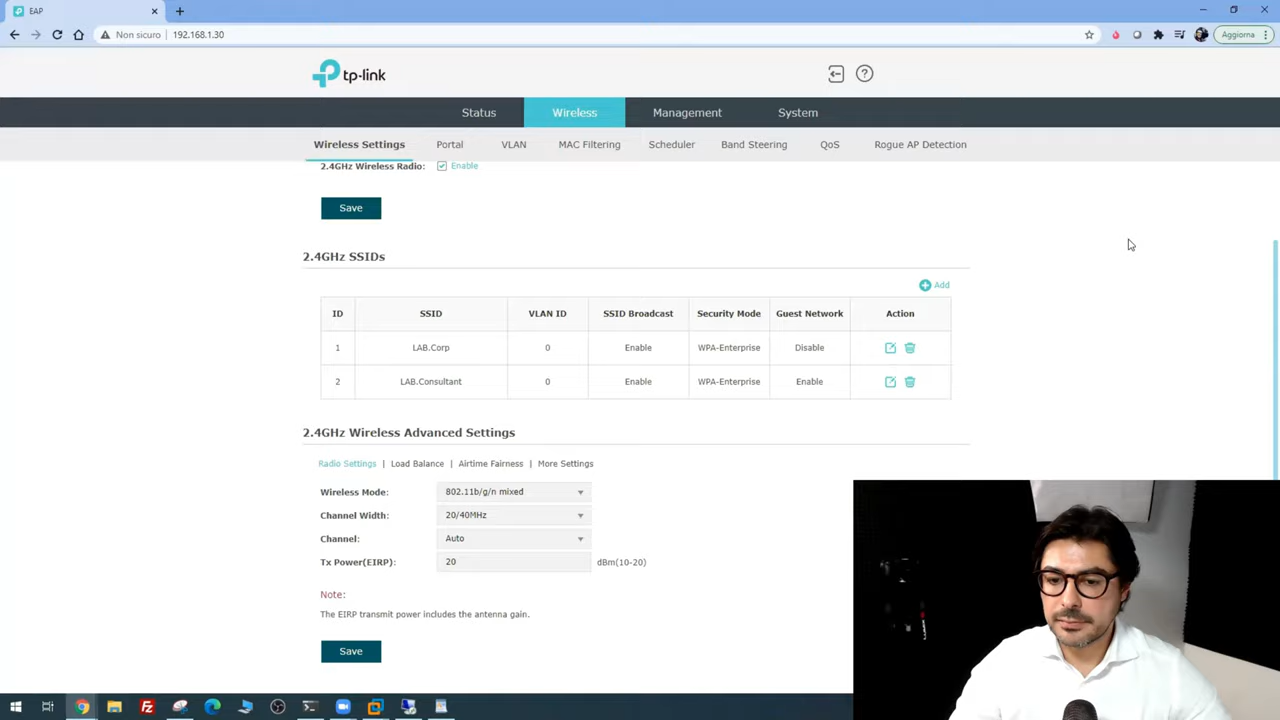 EAP
Non sicuro
192.168.1.30
Aggiorna
tp-link
Status
Wireless
Management
System
Wireless Settings
Portal
VLAN
MAC Filtering
Scheduler
Band Steering
QoS
Rogue AP Detection
2.4GHz Wireless Radio: Enable
Save
2.4GHz SSIDs
Add
ID SSID VLAN ID SSID Broadcast Security Mode Guest Network Action
1 LAB.Corp 0 Enable WPA-Enterprise Disable
2 LAB.Consultant 0 Enable WPA-Enterprise Enable
2.4GHz Wireless Advanced Settings
Radio Settings | Load Balance | Airtime Fairness | More Settings
Wireless Mode: 802.11b/g/n mixed
Channel Width: 20/40MHz
Channel: Auto
Tx Power(EIRP): 20 dBm(10-20)
Note:
The EIRP transmit power includes the antenna gain.
Save